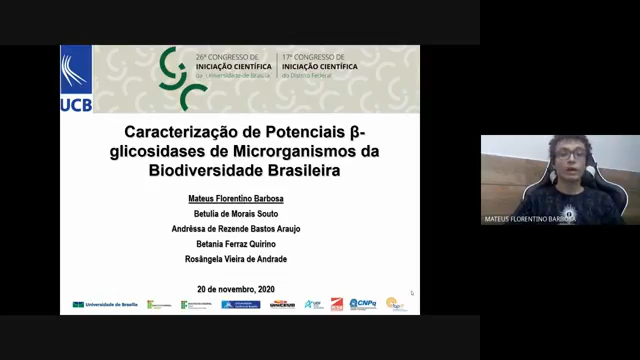 26º CONGRESSO DE
INICIAÇÃO CIENTÍFICA
da Universidade de Brasília
17º CONGRESSO DE
INICIAÇÃO CIENTÍFICA
do Distrito Federal
UCB
Caracterização de Potenciais β-
glicosidases de Microrganismos da
Biodiversidade Brasileira
Mateus Florentino Barbosa
Betulia de Morais Souto
Andrêssa de Rezende Bastos Araujo
Betania Ferraz Quirino
Rosângela Vieira de Andrade
20 de novembro, 2020
Universidade de Brasília
CNPq
MATEUS FLORENTINO BARBOSA